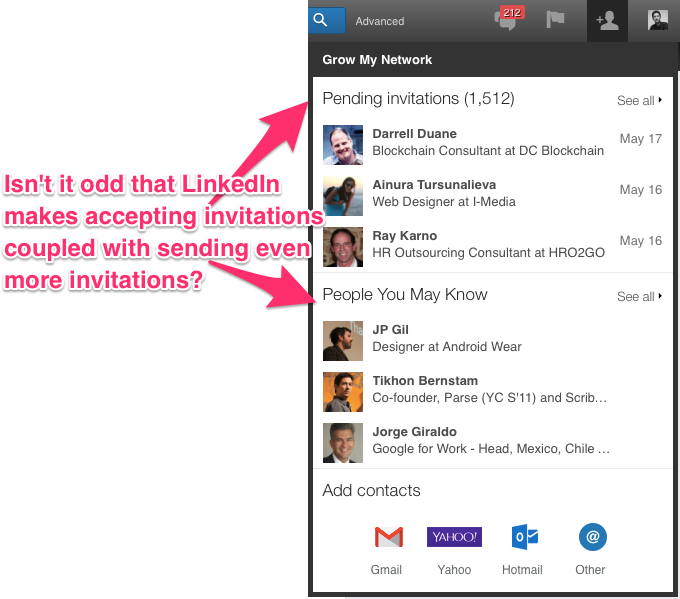 Advanced
212
Grow My Network
Pending invitations (1,512)
See all
Darrell Duane
May 17
Blockchain Consultant at DC Blockchain
Ainura Tursunalieva
May 16
Web Designer at I-Media
Ray Karno
May 16
HR Outsourcing Consultant at HRO2GO
Isn't it odd that LinkedIn
makes accepting invitations
coupled with sending even
more invitations?
People You May Know
See all
JP Gil
Designer at Android Wear
Tikhon Bernstam
Co-founder, Parse (YC S'11) and Scrib…
Jorge Giraldo
Google for Work - Head, Mexico, Chile …
Add contacts
YAHOO!
Gmail
Yahoo
Hotmail
Other